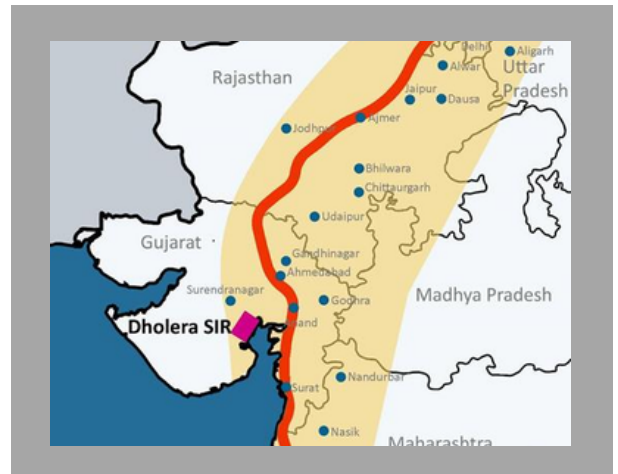 Delhi
Aligarh
Alwar
Uttar
Pradesh
Rajasthan
Jaipur
Dausa
Jodhpur
Ajmer
Bhilwara
Chittaurgarh
Udaipur
Gujarat
Gandhinagar
Ahmedabad
Surendranagar
Godhra
Madhya Pradesh
Dholera SIR
Anand
Nandurbar
Surat
Nasik
Maharashtra